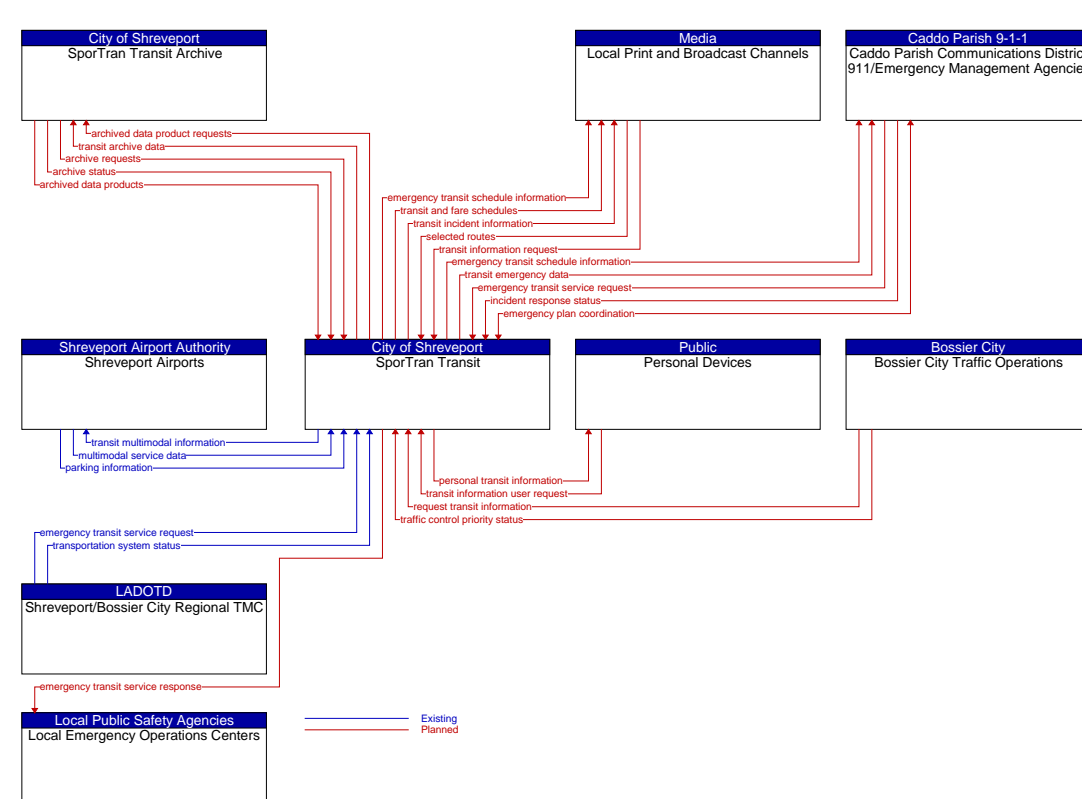 City of Shreveport
SporTran Transit Archive
Media
Local Print and Broadcast Channels
Caddo Parish 9-1-1
Caddo Parish Communications Distric
911/Emergency Management Agencie
archived data product requests
transit archive data
archive requests
archive status
archived data products
emergency transit schedule information
transit and fare schedules
transit incident information
selected routes
transit information request
emergency transit schedule information
transit emergency data
emergency transit service request
incident response status
emergency plan coordination
Shreveport Airport Authority
Shreveport Airports
City of Shreveport
SporTran Transit
Public
Personal Devices
Bossier City
Bossier City Traffic Operations
transit multimodal information
multimodal service data
parking information
personal transit information
transit information user request
request transit information
traffic control priority status
emergency transit service request
transportation system status
LADOTD
Shreveport/Bossier City Regional TMC
emergency transit service response
Local Public Safety Agencies
Local Emergency Operations Centers
Existing
Planned